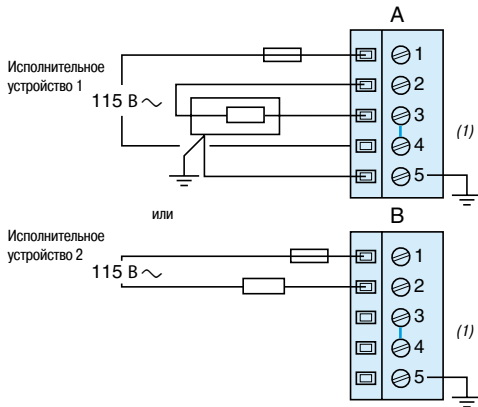 A
1
Исполнительное
устройство 1
2
115 В ~
3
(1)
4
5
или
B
Исполнительное
устройство 2
1
115 В ~
2
3
(1)
4
5